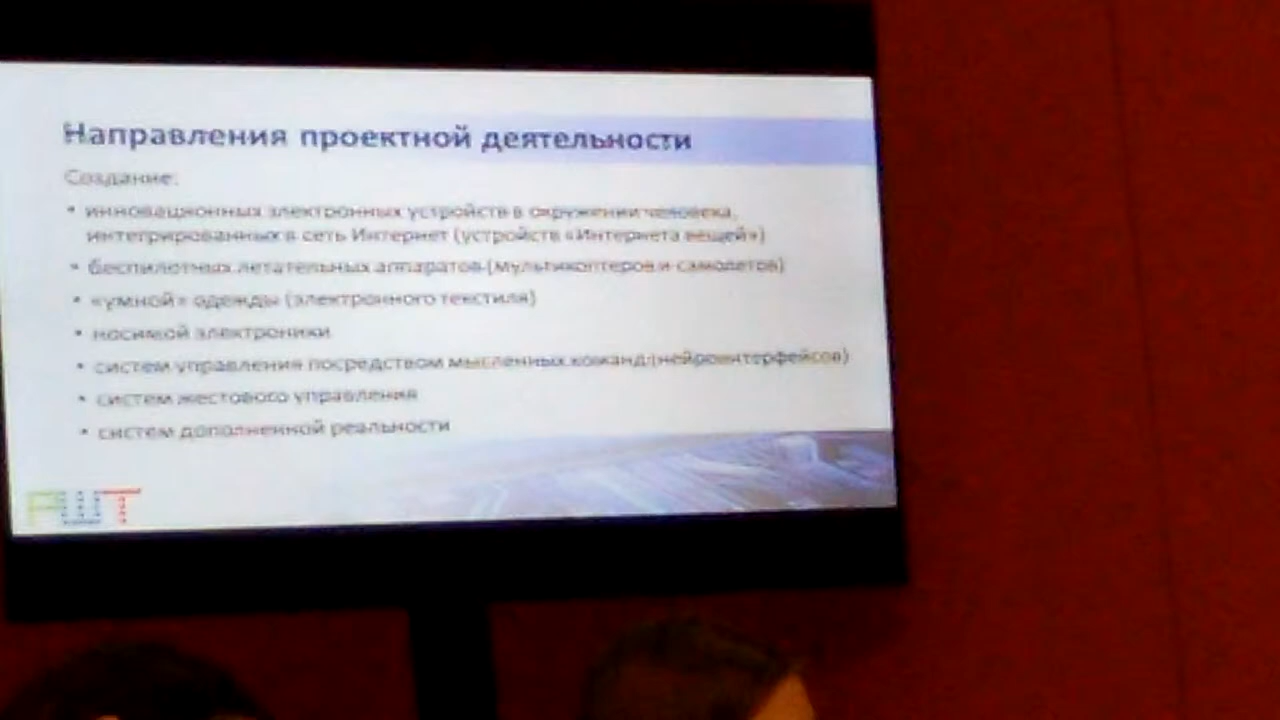 Направления проектной деятельности
Создание:
• инновационных электронных устройств в окружении человека,
интегрированных в сеть Интернет (устройств «Интернета вещей»)
• беспилотных летательных аппаратов (мультикоптеров и самолетов)
• «умной» одежды (электронного текстиля)
• носимой электроники
• систем управления посредством мысленных команд (нейроинтерфейсов)
• систем жестового управления
• систем дополненной реальности
РШТ